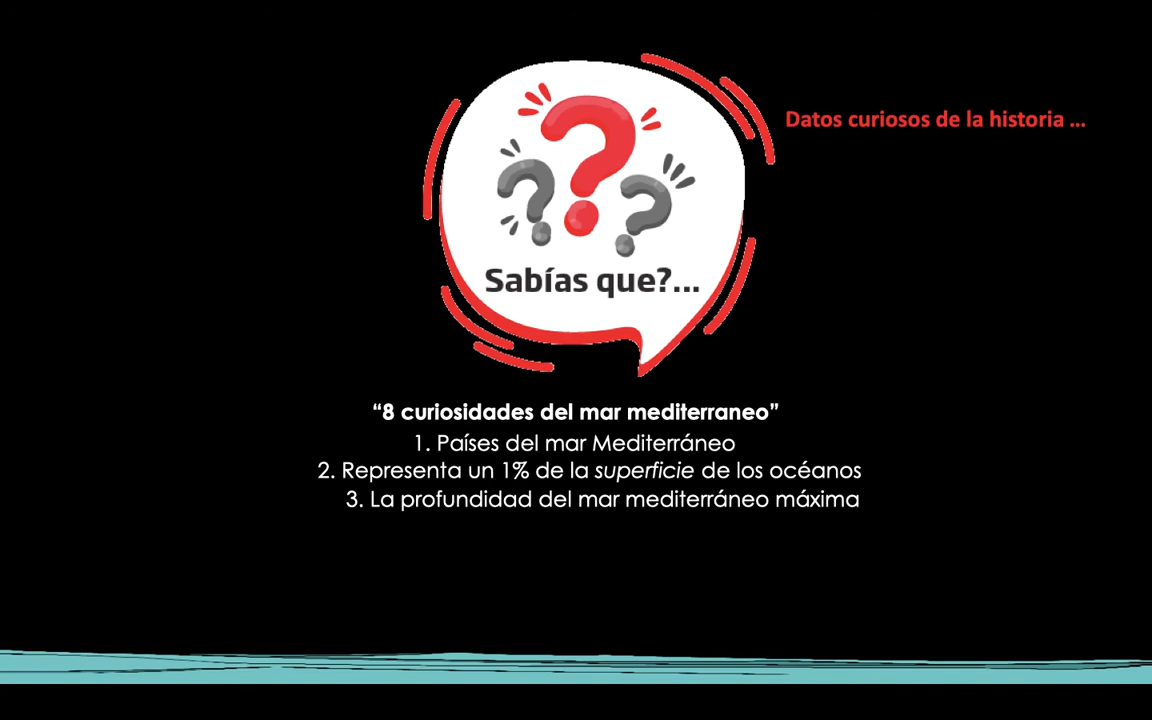 Datos curiosos de la historia ...
Sabías que?...
“8 curiosidades del mar mediterraneo”
1. Países del mar Mediterráneo
2. Representa un 1% de la superficie de los océanos
3. La profundidad del mar mediterráneo máxima